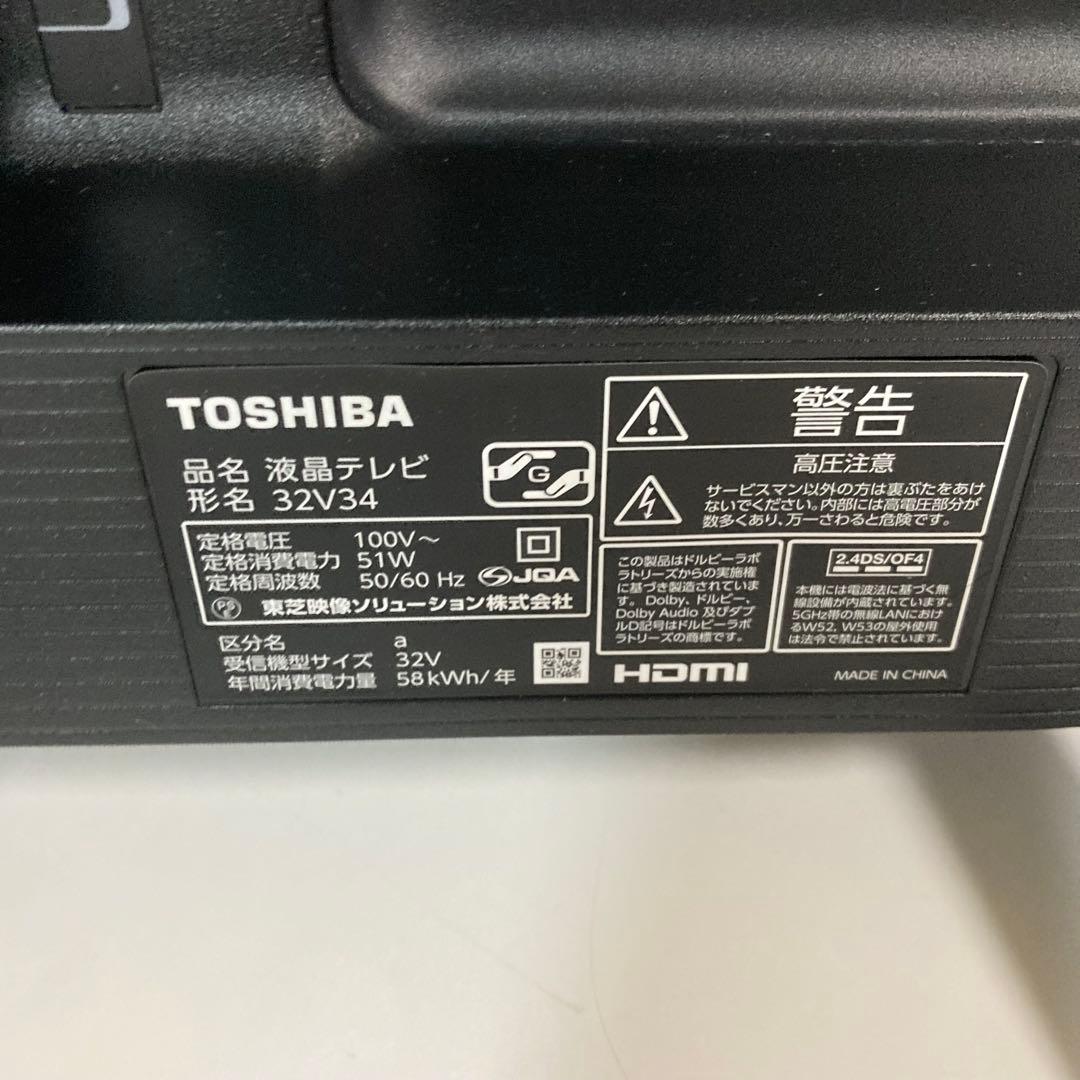 TOSHIBA
品名 液晶テレビ
形名 32V34
G
定格電圧 100V～
定格消費電力 51W
定格周波数 50/60 Hz
JQA
PS
E
東芝映像ソリューション株式会社
区分名 a
受信機型サイズ 32V
年間消費電力量 58kWh/年
警告
高圧注意
サービスマン以外の方は裏ぶたをあけ
ないでください。内部には高電圧部分が
数多くあり、万一さわると危険です。
この製品はドルビーラボ
ラトリーズからの実施権
に基づき製造されていま
す。Dolby、ドルビー、
Dolby Audio 及びダブ
ルD記号はドルビーラボ
ラトリーズの商標です。
2.4DS/OF4
本機には電波法に基づく無
線設備が内蔵されています。
5GHz帯の無線LANにおけ
るW52、W53の屋外使用
は法令で禁止されています。
HDMI
MADE IN CHINA